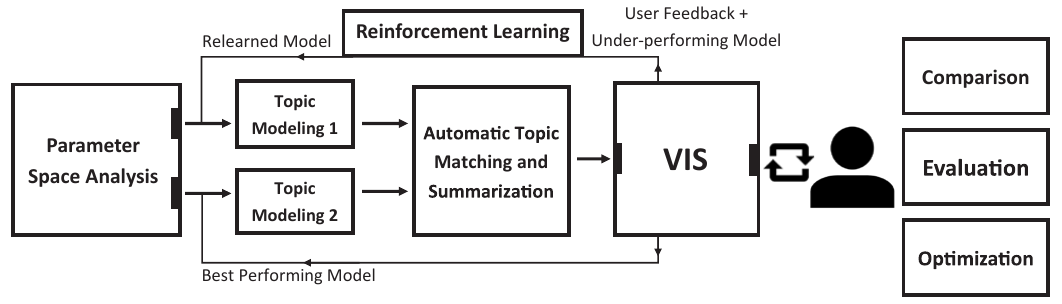 User Feedback +
Reinforcement Learning
Relearned Model
Under-performing Model
Parameter
Space Analysis
Topic
Modeling 1
Topic
Modeling 2
Automatic Topic
Matching and
Summarization
VIS
Comparison
Evaluation
Optimization
Best Performing Model